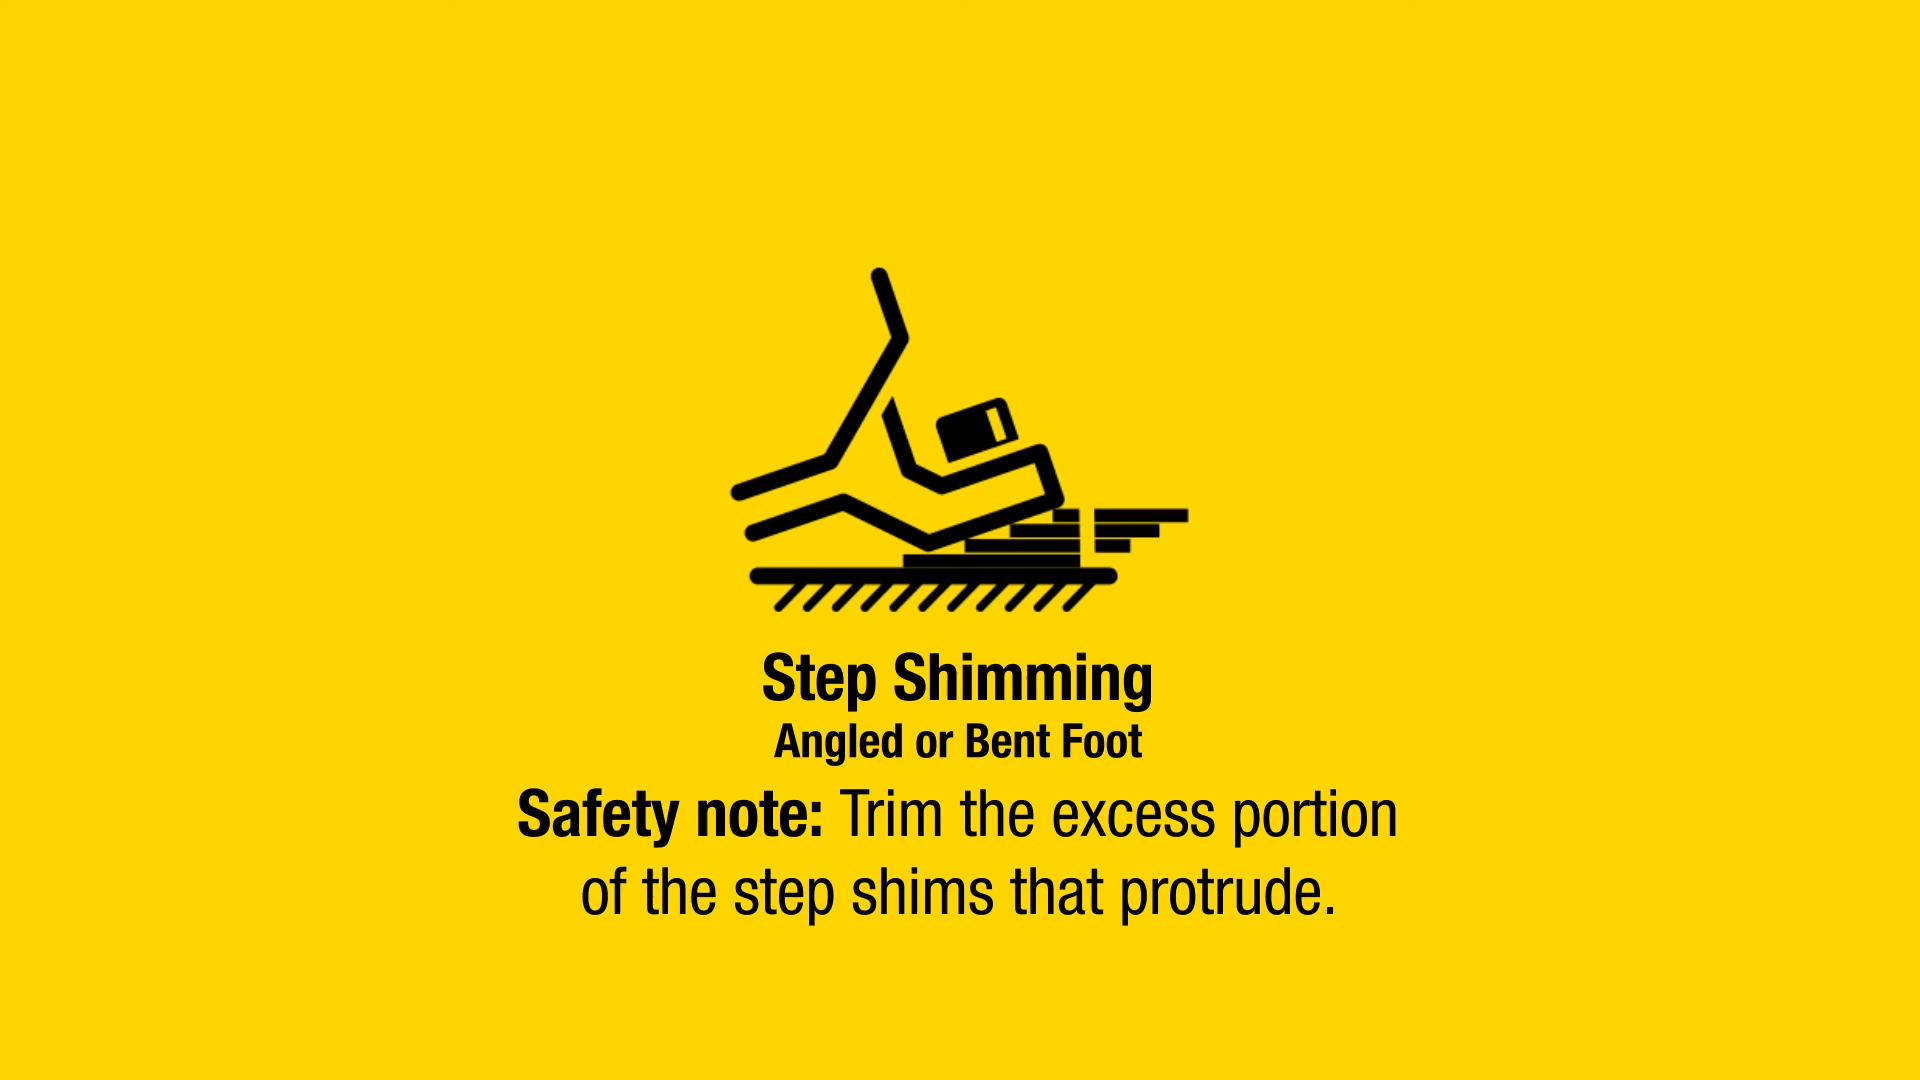 Step Shimming
Angled or Bent Foot
Safety note: Trim the excess portion
of the step shims that protrude.